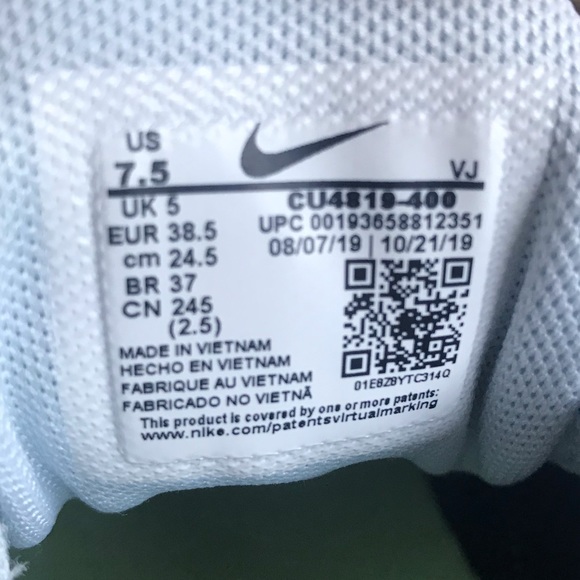 US
7.5 VJ
UK 5 CU4819-400
EUR 38.5 UPC 00193658812351
cm 24.5 08/07/19 | 10/21/19
BR 37
CN 245
(2.5)
01E8Z8YTC314Q
MADE IN VIETNAM
HECHO EN VIETNAM
FABRIQUE AU VIETNAM
FABRICADO NO VIETNÃ
This product is covered by one or more patents:
www.nike.com/patentsvirtualmarking